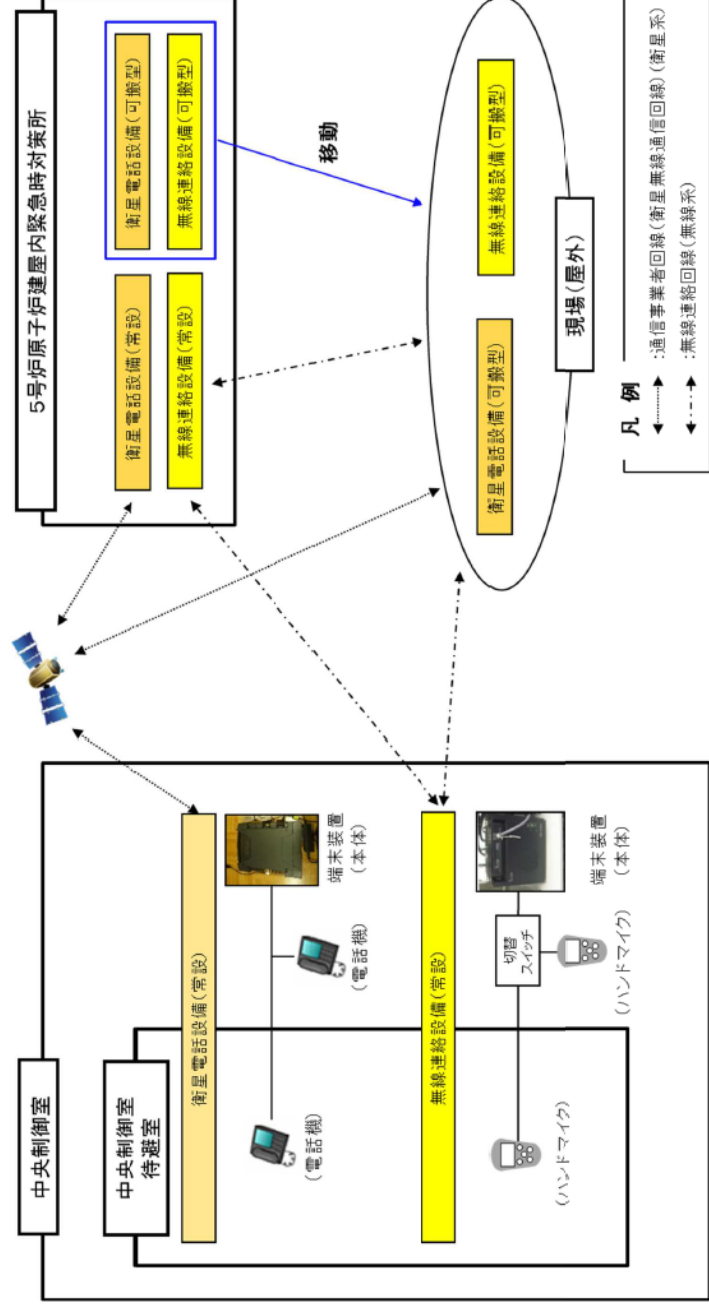 中央制御室
中央制御室
待避室
衛星電話設備(常設)
(電話機)
(電話機)
端末装置
(本体)
無線連絡設備(常設)
(ハンドマイク)
切替
スイッチ
(ハンドマイク)
端末装置
(本体)
5号炉原子炉建屋内緊急時対策所
衛星電話設備(常設)
衛星電話設備(可搬型)
無線連絡設備(常設)
無線連絡設備(可搬型)
移動
衛星電話設備(可搬型)
無線連絡設備(可搬型)
現場(屋外)
凡 例
:通信事業者回線(衛星無線通信回線)(衛星系)
:無線連絡回線(無線系)